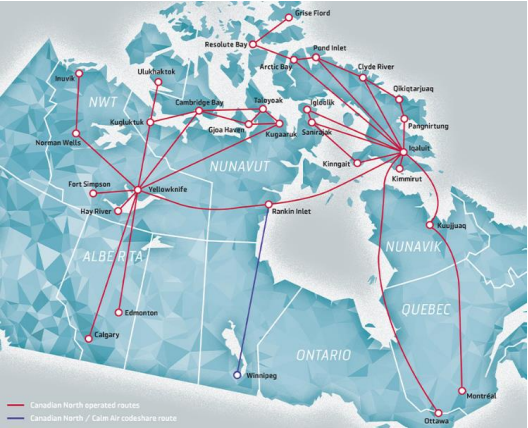 Grise Fiord
Resolute Bay
Pond Inlet
Arctic Bay
Clyde River
Inuvik
Ulukhaktok
Qikiqtarjuaq
NWT
Cambridge Bay
Taloyoak
Igloolik
Pangnirtung
Kugluktuk
Gjoa Haven
Kugaaruk
Sanirajak
Norman Wells
Iqaluit
NUNAVUT
Kinngait
Kimmirut
Fort Simpson
Yellowknife
Hay River
Rankin Inlet
Kuujjuaq
NUNAVIK
ALBERTA
Edmonton
QUEBEC
Calgary
ONTARIO
Winnipeg
Montréal
Canadian North operated routes
Canadian North / Calm Air codeshare route
Ottawa